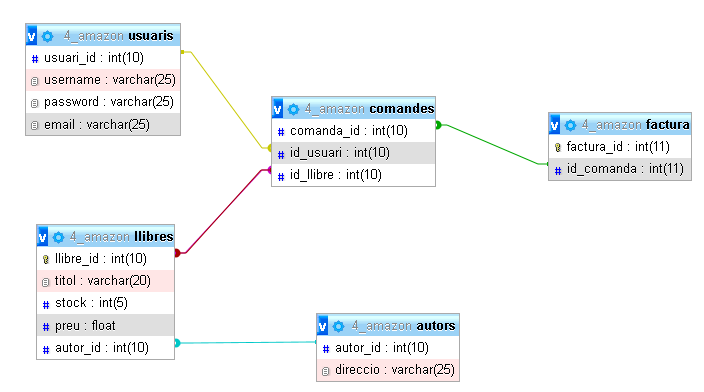 v 4_amazon usuaris
# usuari_id : int(10)
username : varchar(25)
password : varchar(25)
email : varchar(25)
v 4_amazon comandes
# comanda_id : int(10)
# id_usuari : int(10)
# id_llibre : int(10)
v 4_amazon factura
factura_id : int(11)
# id_comanda : int(11)
v 4_amazon llibres
llibre_id : int(10)
titol : varchar(20)
# stock : int(5)
# preu : float
# autor_id : int(10)
v 4_amazon autors
# autor_id : int(10)
direccio : varchar(25)